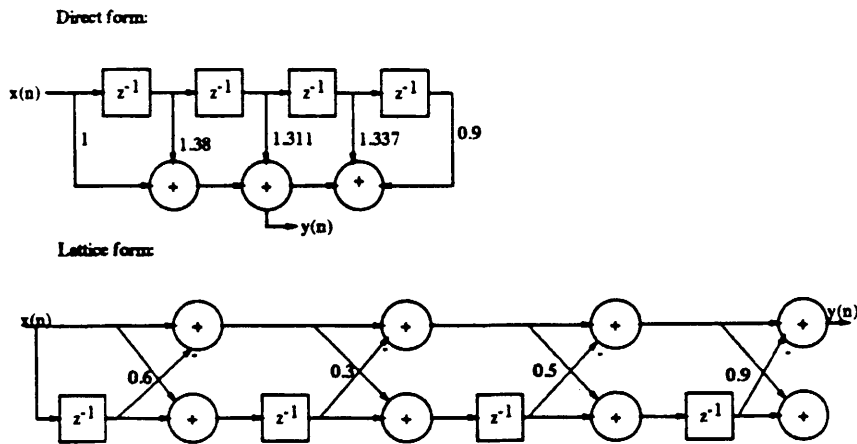 Direct form:
x(n) z⁻¹ z⁻¹ z⁻¹ z⁻¹
1 1.38 1.311 1.337 0.9
+ + +
y(n)
Lattice form:
x(n) + + + + y(n)
- - - -
0.6 0.3 0.5 0.9
z⁻¹ + z⁻¹ + z⁻¹ + z⁻¹ +